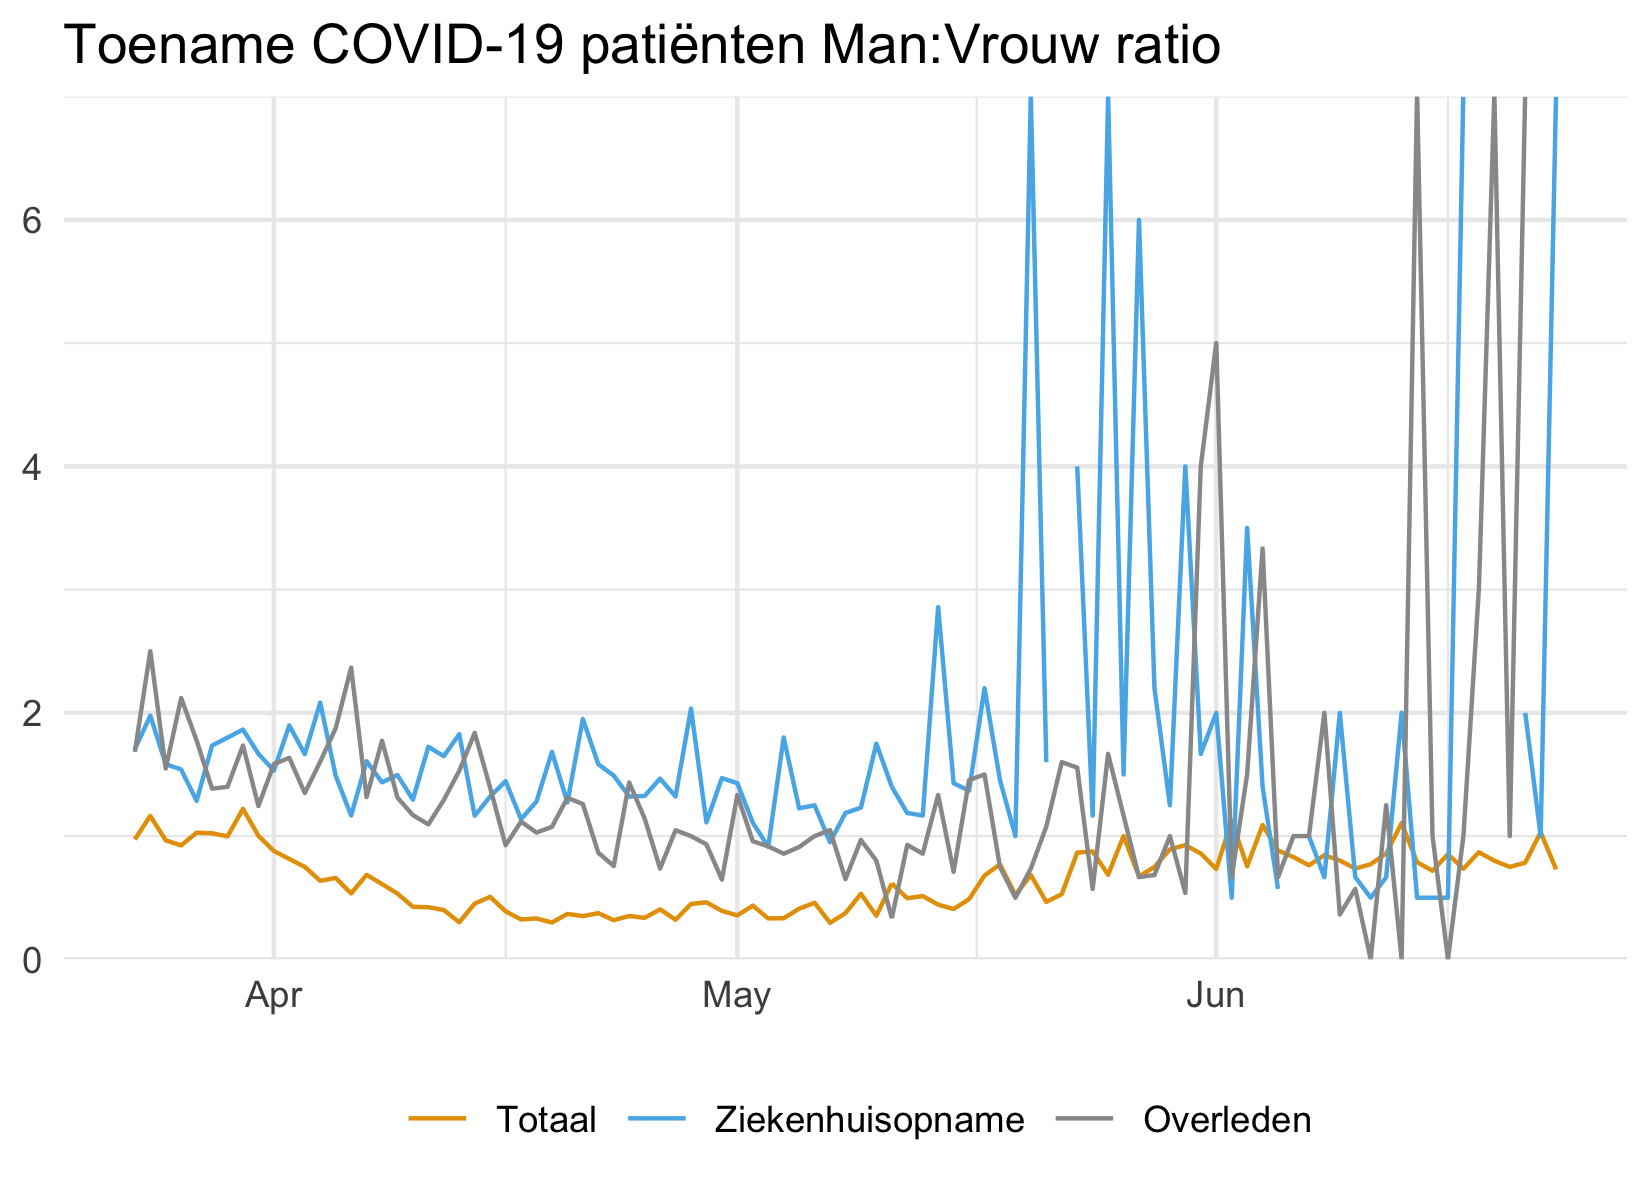 Toename COVID-19 patiënten Man:Vrouw ratio
6
4
2
0
Apr May Jun
Totaal Ziekenhuisopname Overleden